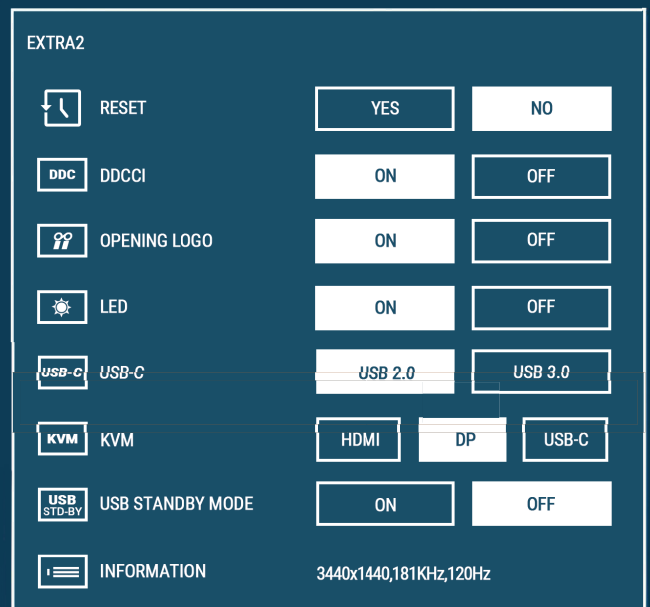 EXTRA2
RESET YES NO
DDC DDCCI ON OFF
OPENING LOGO ON OFF
LED ON OFF
USB-C USB-C USB 2.0 USB 3.0
KVM KVM HDMI DP USB-C
USB STD-BY USB STANDBY MODE ON OFF
INFORMATION 3440x1440,181KHz,120Hz